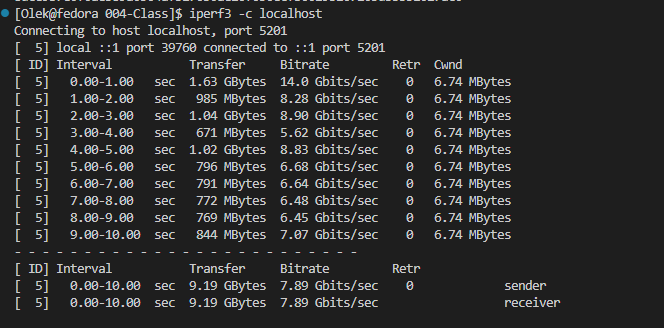 [Olek@fedora 004-Class]$ iperf3 -c localhost
Connecting to host localhost, port 5201
[  5] local ::1 port 39760 connected to ::1 port 5201
[ ID] Interval           Transfer     Bitrate         Retr  Cwnd
[  5]   0.00-1.00   sec  1.63 GBytes  14.0 Gbits/sec    0   6.74 MBytes
[  5]   1.00-2.00   sec   985 MBytes  8.28 Gbits/sec    0   6.74 MBytes
[  5]   2.00-3.00   sec  1.04 GBytes  8.90 Gbits/sec    0   6.74 MBytes
[  5]   3.00-4.00   sec   671 MBytes  5.62 Gbits/sec    0   6.74 MBytes
[  5]   4.00-5.00   sec  1.02 GBytes  8.83 Gbits/sec    0   6.74 MBytes
[  5]   5.00-6.00   sec   796 MBytes  6.68 Gbits/sec    0   6.74 MBytes
[  5]   6.00-7.00   sec   791 MBytes  6.64 Gbits/sec    0   6.74 MBytes
[  5]   7.00-8.00   sec   772 MBytes  6.48 Gbits/sec    0   6.74 MBytes
[  5]   8.00-9.00   sec   769 MBytes  6.45 Gbits/sec    0   6.74 MBytes
[  5]   9.00-10.00  sec   844 MBytes  7.07 Gbits/sec    0   6.74 MBytes
- - - - - - - - - - - - - - - - - - - - - - - - -
[ ID] Interval           Transfer     Bitrate         Retr
[  5]   0.00-10.00  sec  9.19 GBytes  7.89 Gbits/sec    0             sender
[  5]   0.00-10.00  sec  9.19 GBytes  7.89 Gbits/sec                  receiver